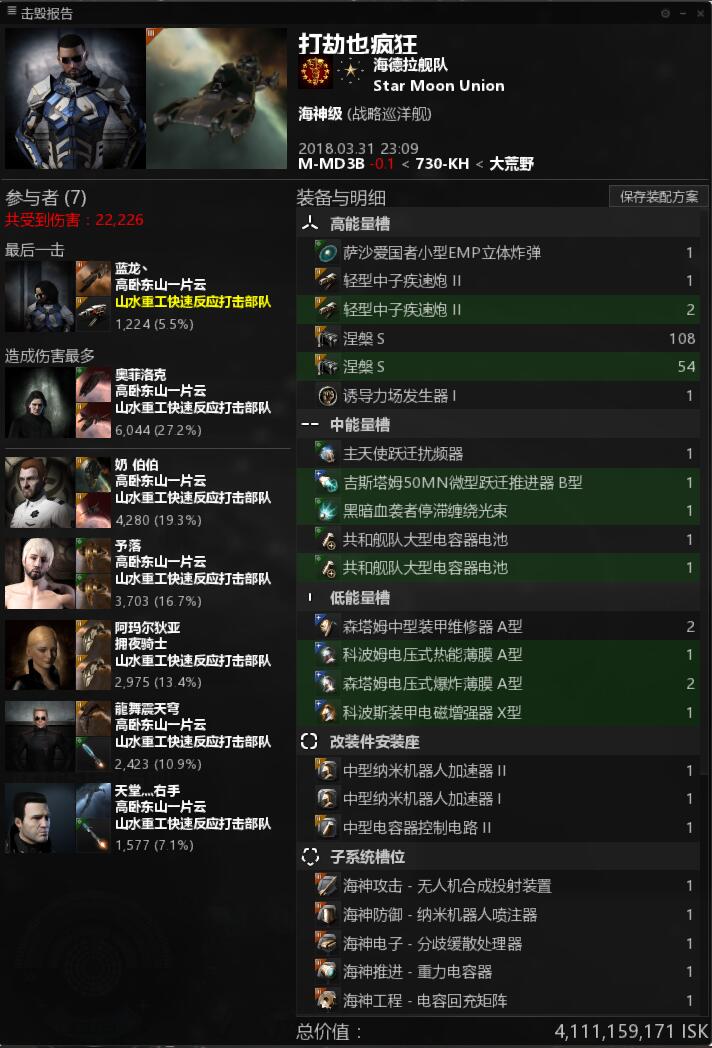 击毁报告
打劫也疯狂
海德拉舰队
Star Moon Union
海神级 (战略巡洋舰)
2018.03.31 23:09
M-MD3B -0.1 < 730-KH < 大荒野
参与者 (7)
共受到伤害：22,226
最后一击
蓝龙丶
高卧东山一片云
山水重工快速反应打击部队
1,224 (5.5%)
造成伤害最多
奥菲洛克
高卧东山一片云
山水重工快速反应打击部队
6,044 (27.2%)
奶 伯伯
高卧东山一片云
山水重工快速反应打击部队
4,280 (19.3%)
予落
高卧东山一片云
山水重工快速反应打击部队
3,703 (16.7%)
阿玛尔狄亚
拥夜骑士
山水重工快速反应打击部队
2,975 (13.4%)
龍舞震天穹
高卧东山一片云
山水重工快速反应打击部队
2,423 (10.9%)
天堂灬右手
高卧东山一片云
山水重工快速反应打击部队
1,577 (7.1%)
装备与明细
保存装配方案
高能量槽
萨沙爱国者小型EMP立体炸弹 1
轻型中子疾速炮 II 1
轻型中子疾速炮 II 2
涅槃 S 108
涅槃 S 54
诱导力场发生器 I 1
中能量槽
主天使跃迁扰频器 1
吉斯塔姆50MN微型跃迁推进器 B型 1
黑暗血袭者停滞缠绕光束 1
共和舰队大型电容器电池 1
共和舰队大型电容器电池 1
低能量槽
森塔姆中型装甲维修器 A型 2
科波姆电压式热能薄膜 A型 1
森塔姆电压式爆炸薄膜 A型 2
科波斯装甲电磁增强器 X型 1
改装件安装座
中型纳米机器人加速器 II 1
中型纳米机器人加速器 I 1
中型电容器控制电路 II 1
子系统槽位
海神攻击 - 无人机合成投射装置 1
海神防御 - 纳米机器人喷注器 1
海神电子 - 分歧缓散处理器 1
海神推进 - 重力电容器 1
海神工程 - 电容回充矩阵 1
总价值： 4,111,159,171 ISK